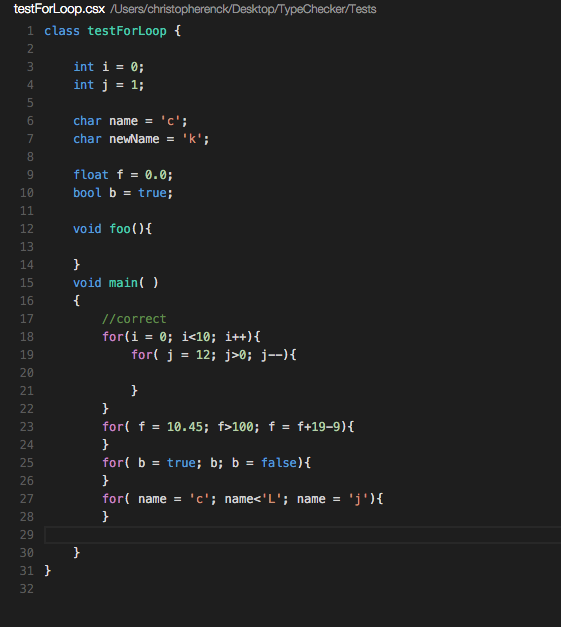 testForLoop.csx /Users/christopherenck/Desktop/TypeChecker/Tests
1 class testForLoop {
2
3     int i = 0;
4     int j = 1;
5
6     char name = 'c';
7     char newName = 'k';
8
9     float f = 0.0;
10     bool b = true;
11
12     void foo(){
13
14     }
15     void main( )
16     {
17         //correct
18         for(i = 0; i<10; i++){
19             for( j = 12; j>0; j--){
20
21             }
22         }
23         for( f = 10.45; f>100; f = f+19-9){
24         }
25         for( b = true; b; b = false){
26         }
27         for( name = 'c'; name<'L'; name = 'j'){
28         }
29
30     }
31 }
32